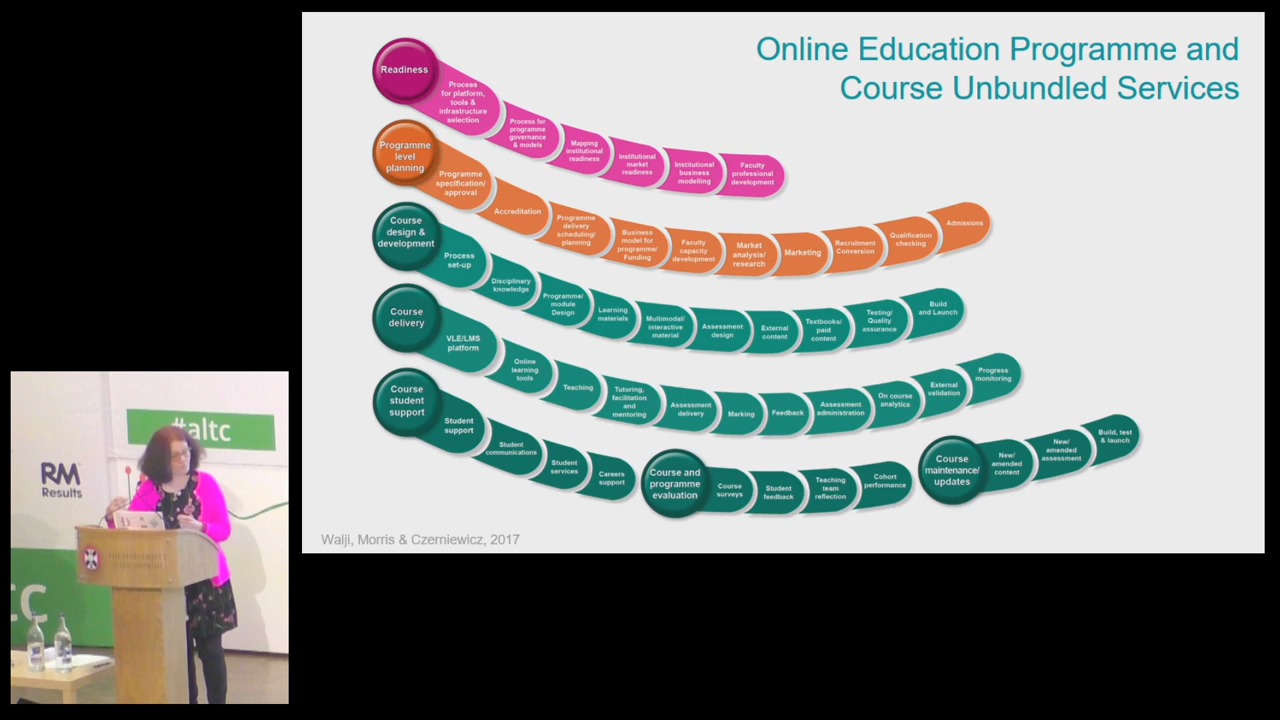 Online Education Programme and
Course Unbundled Services
Readiness
Process
for platform,
tools &
infrastructure
selection
Process for
programme
governance
& models
Mapping
institutional
readiness
Institutional
market
readiness
Institutional
business
modelling
Faculty
professional
development
Programme
level
planning
Programme
specification/
approval
Accreditation
Programme
delivery
scheduling/
planning
Business
model for
programme/
Funding
Faculty
capacity
development
Market
analysis/
research
Marketing
Recruitment
Conversion
Qualification
checking
Admissions
Course
design &
development
Process
set-up
Disciplinary
knowledge
Programme/
module
Design
Learning
materials
Multimodal/
interactive
material
Assessment
design
External
content
Textbooks/
paid
content
Testing/
Quality
assurance
Build
and Launch
Course
delivery
VLE/LMS
platform
Online
learning
tools
Teaching
Tutoring,
facilitation
and
mentoring
Assessment
delivery
Marking
Feedback
Assessment
administration
On course
analytics
External
validation
Progress
monitoring
Course
student
support
Student
support
Student
communications
Student
services
Careers
support
Course and
programme
evaluation
Course
surveys
Student
feedback
Teaching
team
reflection
Cohort
performance
Course
maintenance/
updates
New/
amended
content
New/
amended
assessment
Build, test
& launch
Walji, Morris & Czerniewicz, 2017
#altc
RM
Results
THE UNIVERSITY
of EDINBURGH
tc